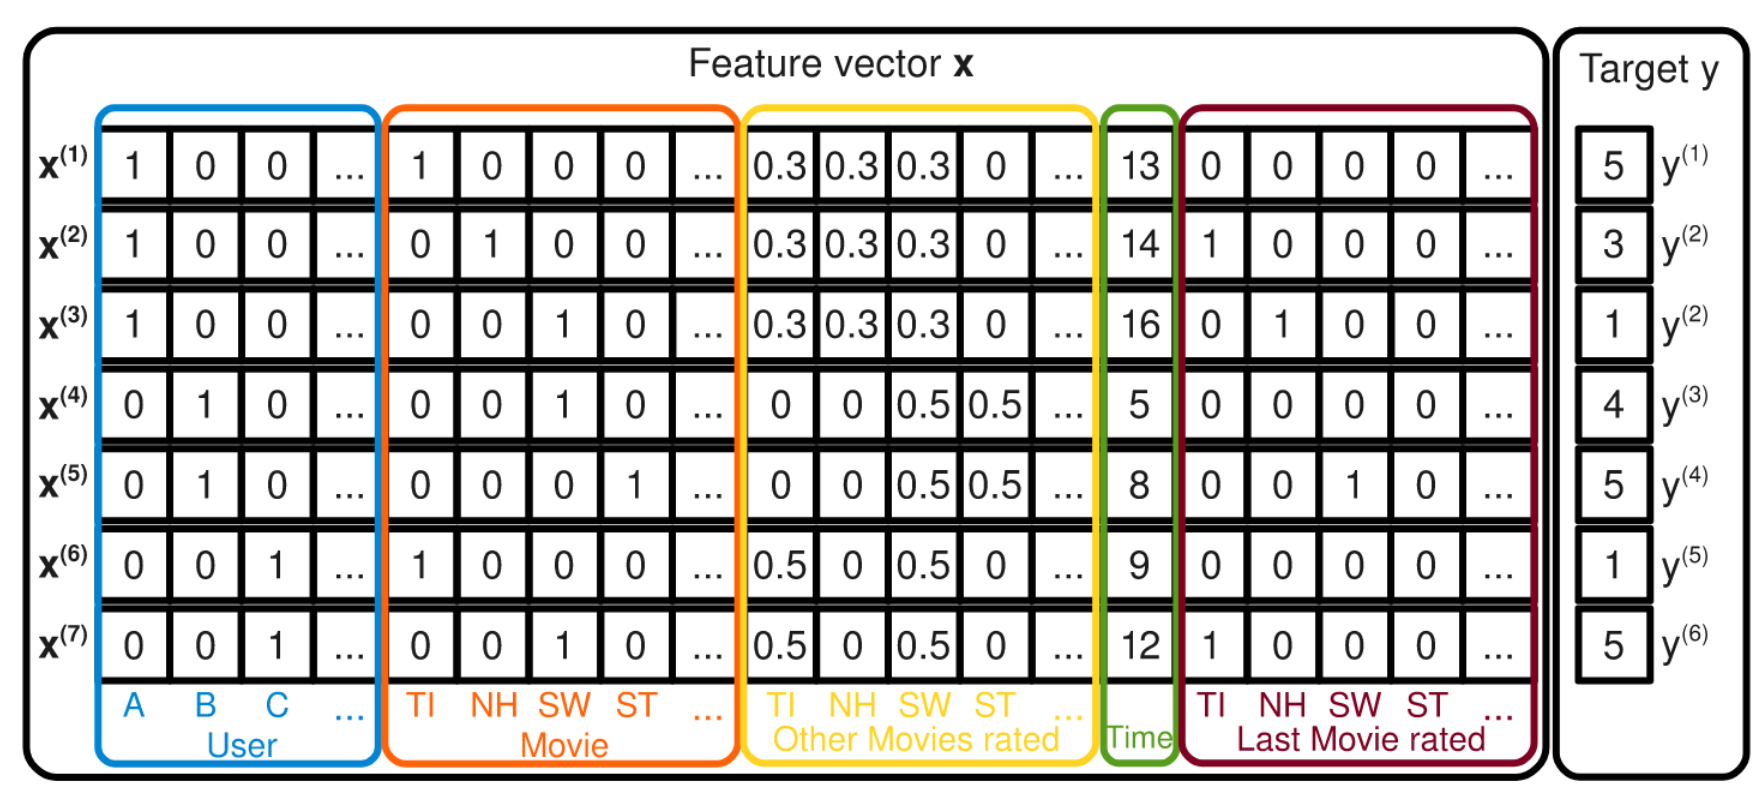 Feature vector x Target y
x(1) 1 0 0 ... 1 0 0 0 ... 0.3 0.3 0.3 0 ... 13 0 0 0 0 ... 5 y(1)
x(2) 1 0 0 ... 0 1 0 0 ... 0.3 0.3 0.3 0 ... 14 1 0 0 0 ... 3 y(2)
x(3) 1 0 0 ... 0 0 1 0 ... 0.3 0.3 0.3 0 ... 16 0 1 0 0 ... 1 y(2)
x(4) 0 1 0 ... 0 0 1 0 ... 0 0 0.5 0.5 ... 5 0 0 0 0 ... 4 y(3)
x(5) 0 1 0 ... 0 0 0 1 ... 0 0 0.5 0.5 ... 8 0 0 1 0 ... 5 y(4)
x(6) 0 0 1 ... 1 0 0 0 ... 0.5 0 0.5 0 ... 9 0 0 0 0 ... 1 y(5)
x(7) 0 0 1 ... 0 0 1 0 ... 0.5 0 0.5 0 ... 12 1 0 0 0 ... 5 y(6)
A B C ... TI NH SW ST ... TI NH SW ST ... TI NH SW ST ...
User Movie Other Movies rated Time Last Movie rated